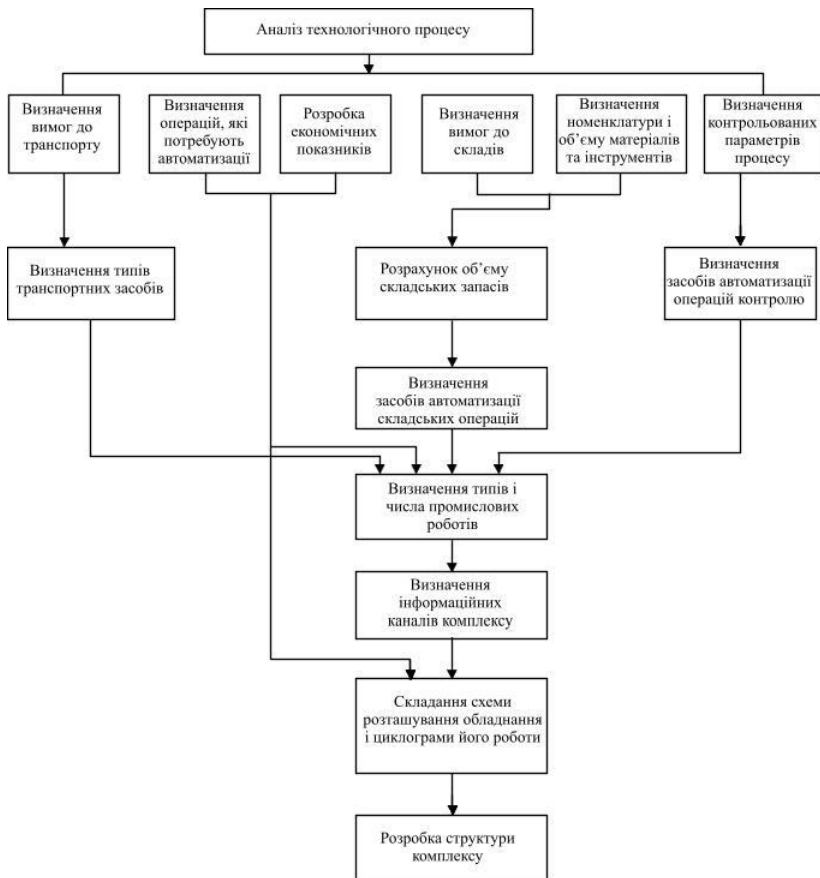 Аналіз технологічного процесу
Визначення
вимог до
транспорту
Визначення
операцій, які
потребують
автоматизації
Розробка
економічних
показників
Визначення
вимог до
складів
Визначення
номенклатури і
об’єму матеріалів
та інструментів
Визначення
контрольованих
параметрів
процесу
Визначення типів
транспортних засобів
Розрахунок об’єму
складських запасів
Визначення
засобів автоматизації
операцій контролю
Визначення
засобів автоматизації
складських операцій
Визначення типів і
числа промислових
роботів
Визначення
інформаційних
каналів комплексу
Складання схеми
розташування обладнання
і циклограми його роботи
Розробка структури
комплексу